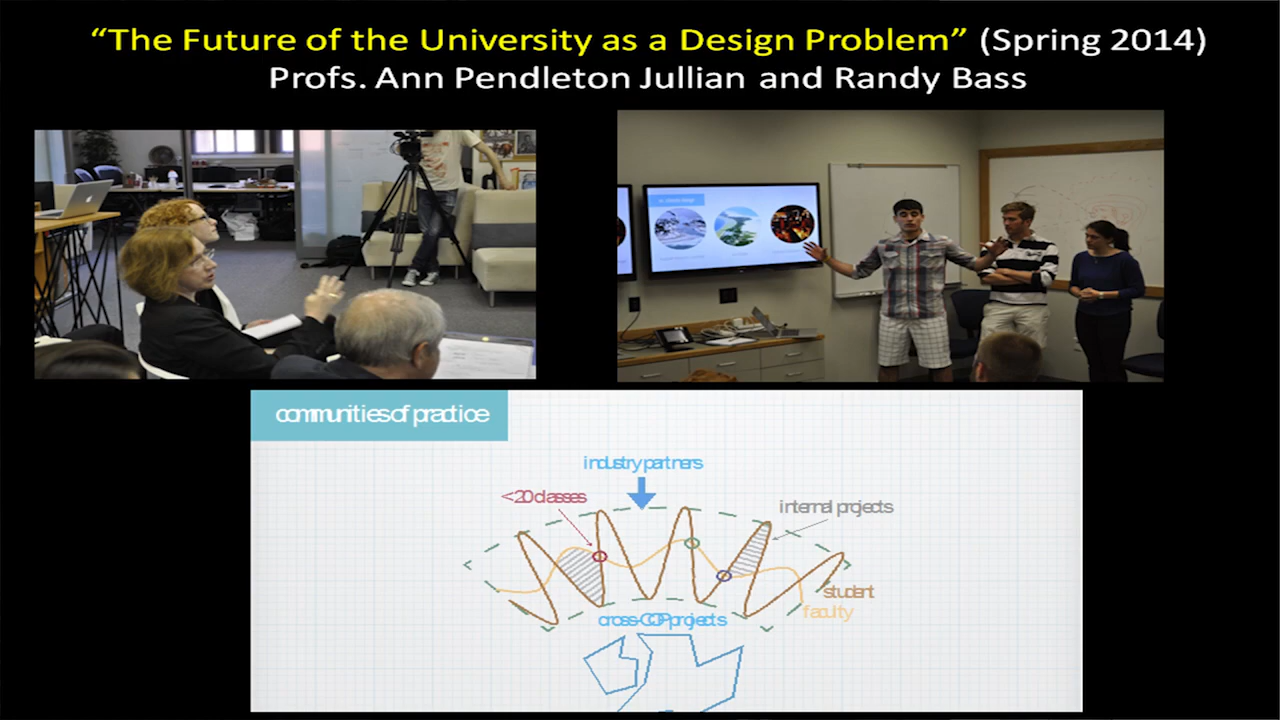 “The Future of the University as a Design Problem” (Spring 2014)
Profs. Ann Pendleton Jullian and Randy Bass
communities of practice
industry partners
<20 classes
internal projects
student
faculty
cross-COP projects